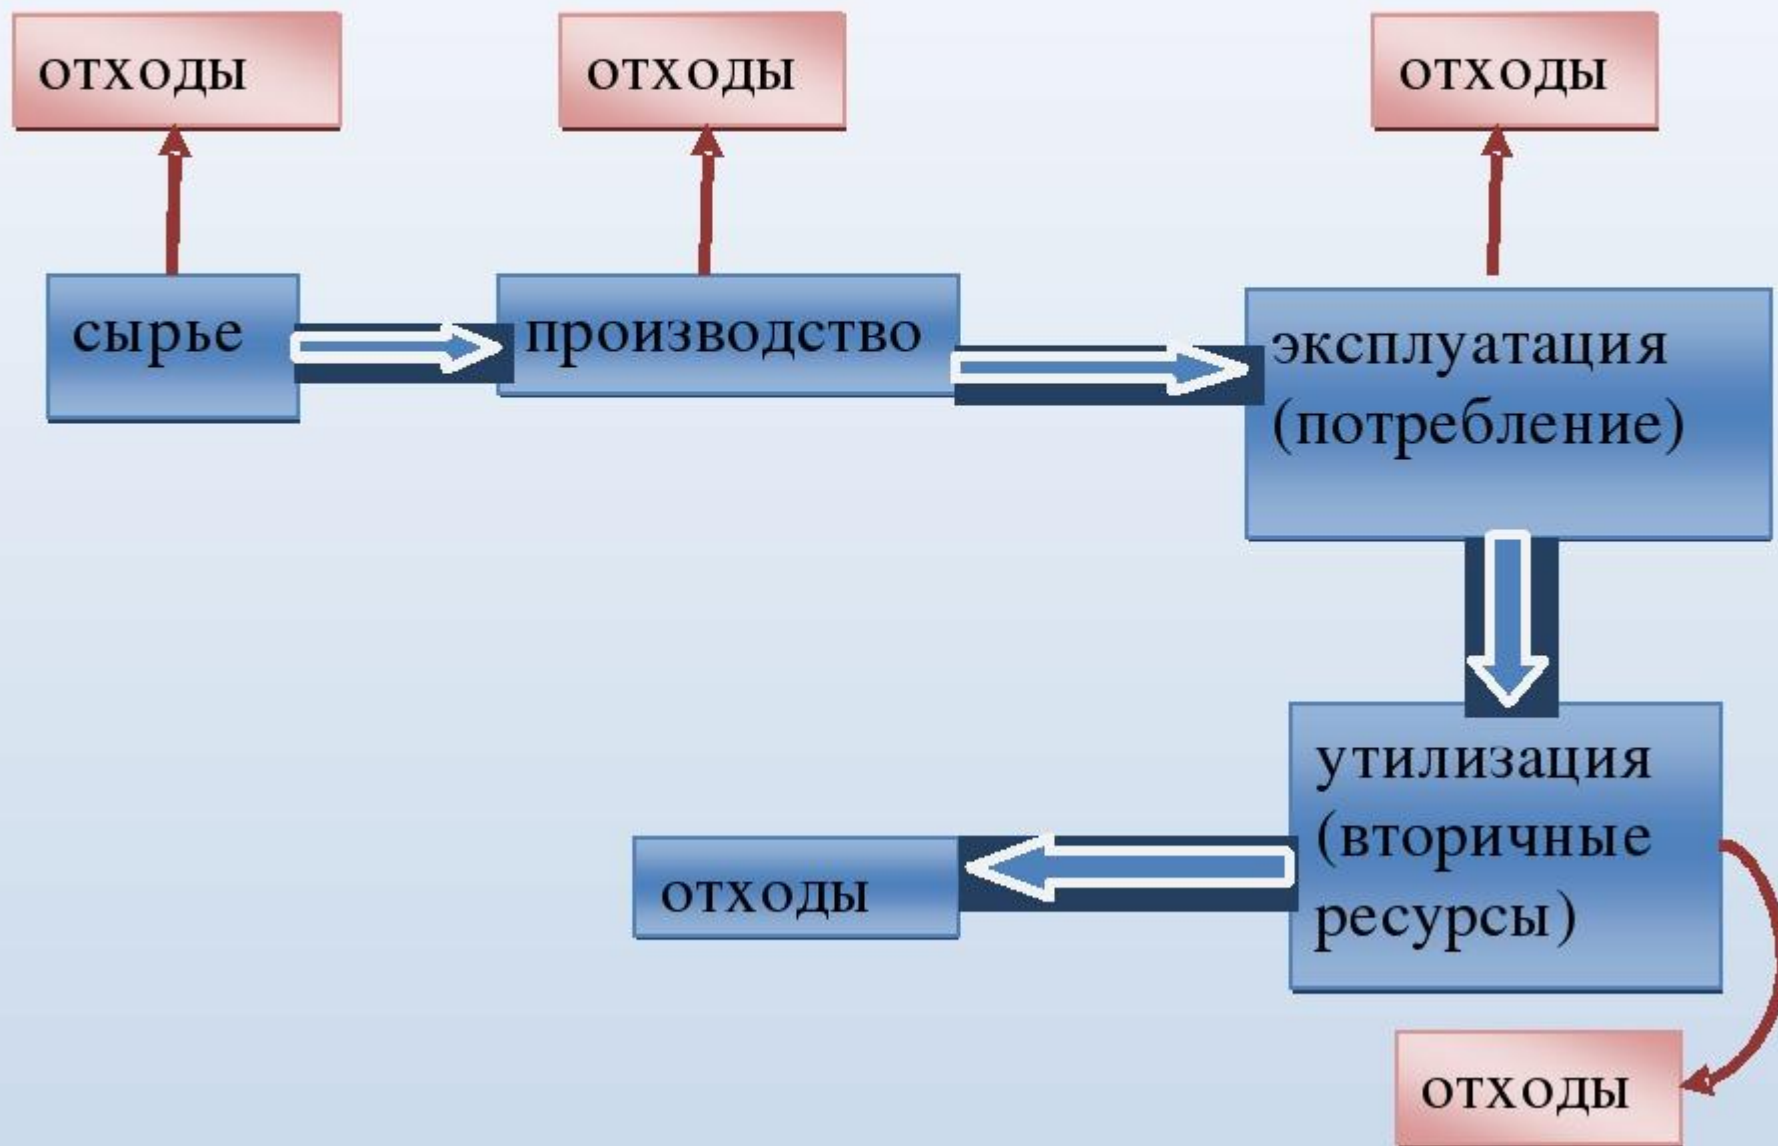 отходы
отходы
отходы
сырье
производство
эксплуатация
(потребление)
утилизация
(вторичные
ресурсы)
отходы
отходы